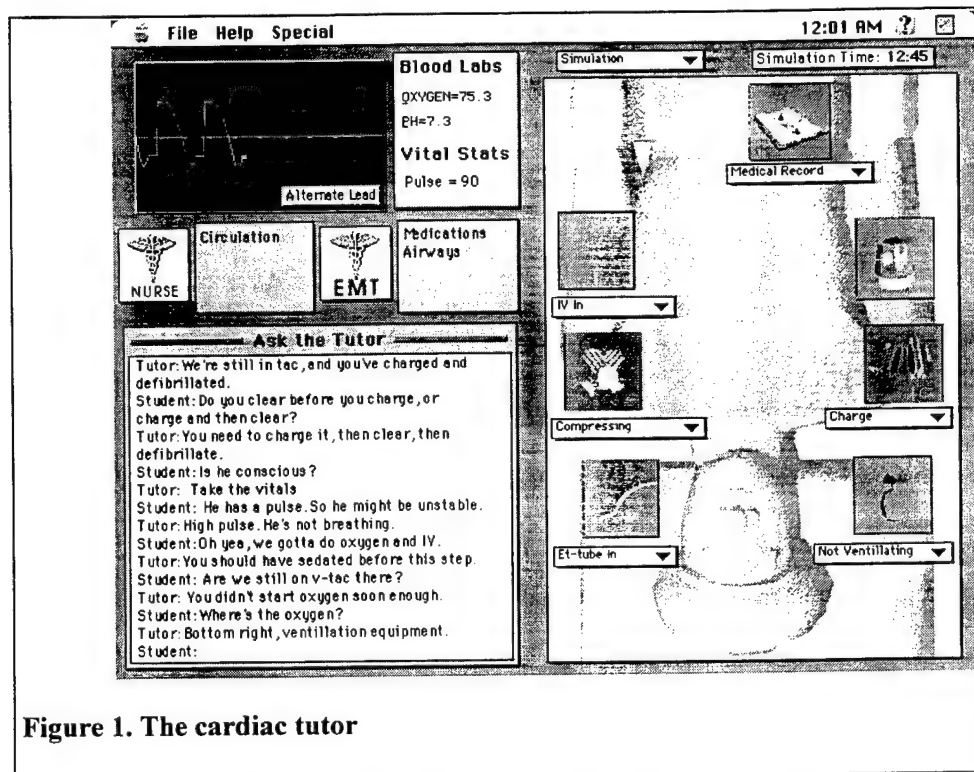 File Help Special
12:01 AM
Blood Labs
OXYGEN=75.3
PH=7.3
Vital Stats
Pulse = 90
Alternate Lead
NURSE
Circulation
EMT
Medications
Airways
Ask the Tutor
Tutor:We're still in tac,and you've charged and
defibrillated.
Student:Do you clear before you charge,or
charge and then clear?
Tutor:You need to charge it,then clear,then
defibrillate.
Student:Is he conscious?
Tutor: Take the vitals
Student: He has a pulse.So he might be unstable.
Tutor:High pulse.He's not breathing.
Student:Oh yea,we gotta do oxygen and IV.
Tutor:You should have sedated before this step.
Student: Are we still on v-tac there?
Tutor: You didn't start oxygen soon enough.
Student:Where's the oxygen?
Tutor:Bottom right,ventillation equipment.
Student:
Simulation
Simulation Time: 12:45
Medical Record
IV in
Compressing
Charge
Et-tube in
Not Ventillating
Figure 1. The cardiac tutor